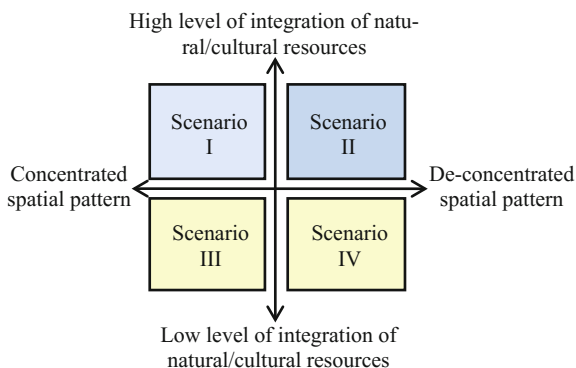 High level of integration of natu-
ral/cultural resources
Scenario
I
Scenario
II
Concentrated
spatial pattern
De-concentrated
spatial pattern
Scenario
III
Scenario
IV
Low level of integration of
natural/cultural resources